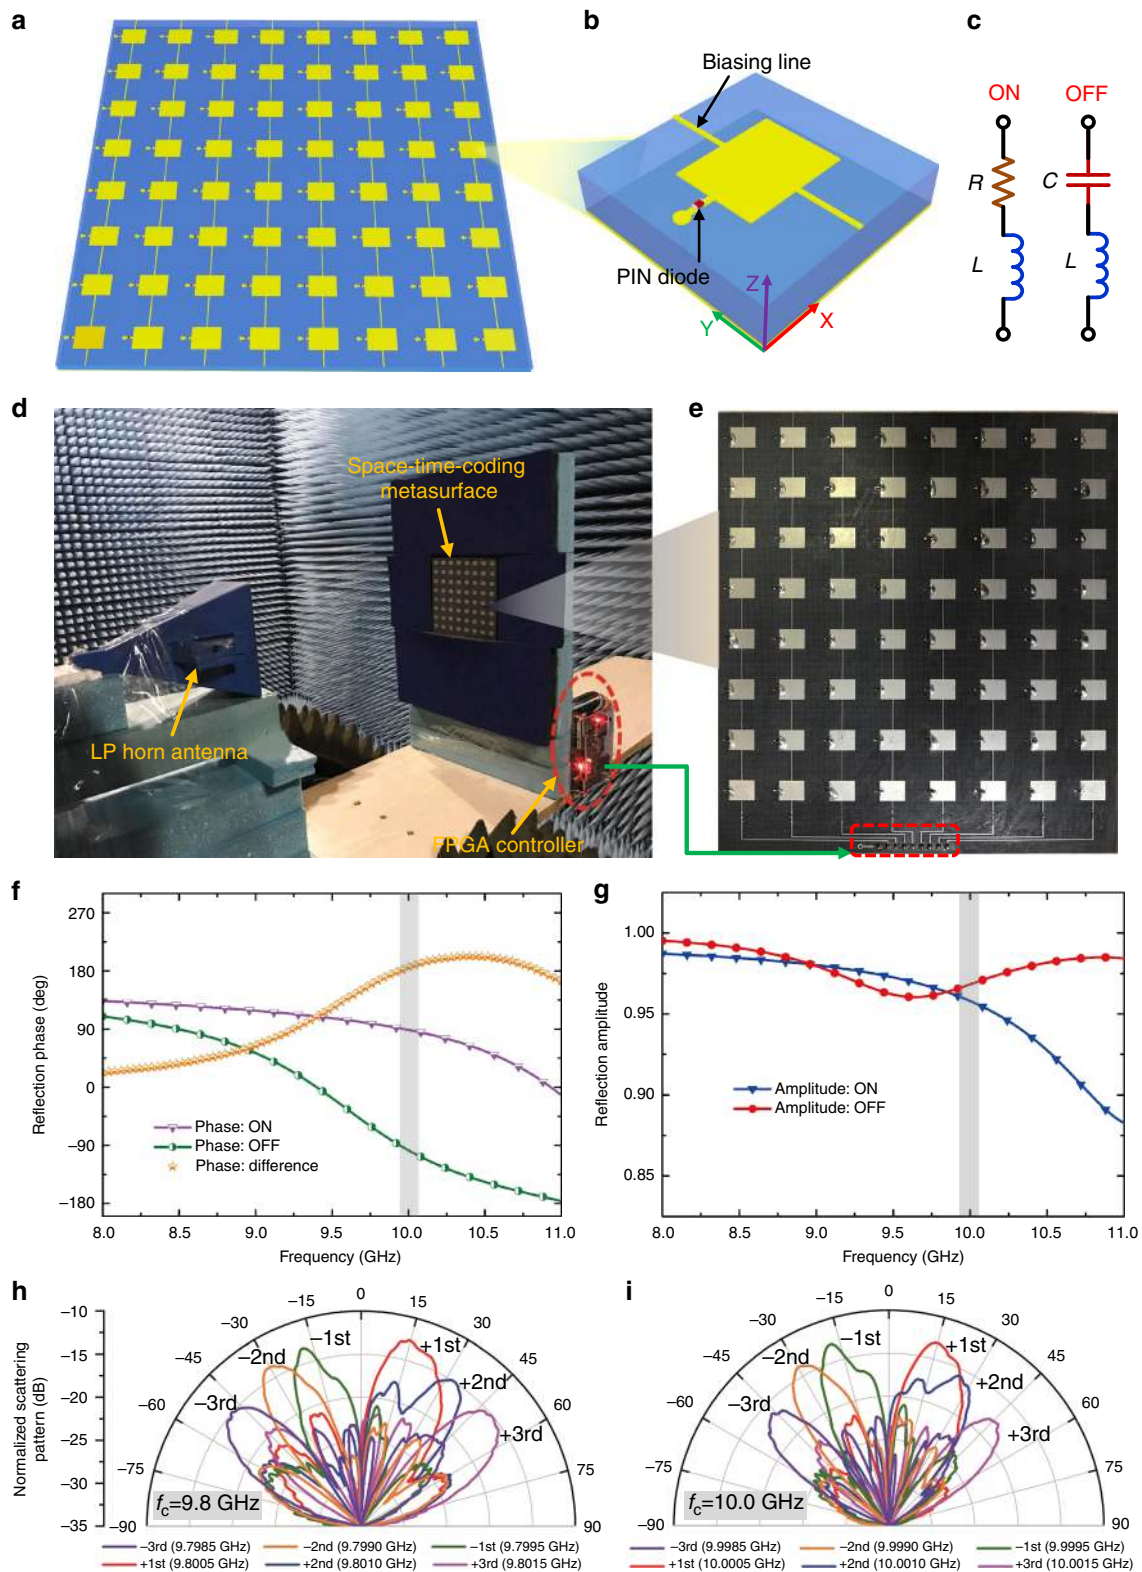 a
b
c
Biasing line
PIN diode
Z
X
Y
ON
OFF
R
C
L
L
d
e
Space-time-coding
metasurface
LP horn antenna
FPGA controller
f
g
270
180
90
0
–90
–180
Reflection phase (deg)
Phase: ON
Phase: OFF
Phase: difference
8.0 8.5 9.0 9.5 10.0 10.5 11.0
Frequency (GHz)
1.00
0.95
0.90
0.85
Reflection amplitude
Amplitude: ON
Amplitude: OFF
8.0 8.5 9.0 9.5 10.0 10.5 11.0
Frequency (GHz)
h
i
–10
–15
–20
–25
–30
–35
Normalized scattering
pattern (dB)
–90 –75 –60 –45 –30 –15 0 15 30 45 60 75 90
–3rd
–2nd
–1st
+1st
+2nd
+3rd
fc=9.8 GHz
–3rd (9.7985 GHz) –2nd (9.7990 GHz) –1st (9.7995 GHz)
+1st (9.8005 GHz) +2nd (9.8010 GHz) +3rd (9.8015 GHz)
–90 –75 –60 –45 –30 –15 0 15 30 45 60 75 90
–3rd
–2nd
–1st
+1st
+2nd
+3rd
fc=10.0 GHz
–3rd (9.9985 GHz) –2nd (9.9990 GHz) –1st (9.9995 GHz)
+1st (10.0005 GHz) +2nd (10.0010 GHz) +3rd (10.0015 GHz)